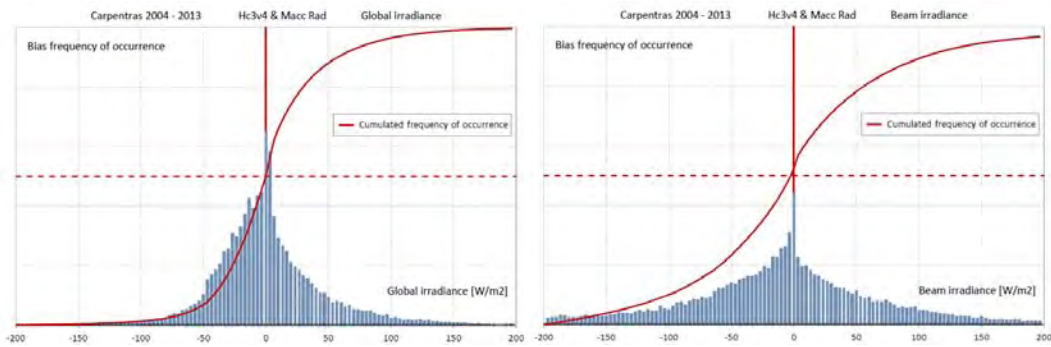 Carpentras 2004 - 2013 Hc3v4 & Macc Rad Global irradiance
Bias frequency of occurrence
Cumulated frequency of occurrence
Global irradiance [W/m2]
-200 -150 -100 -50 0 50 100 150 200
Carpentras 2004 - 2013 Hc3v4 & Macc Rad Beam irradiance
Bias frequency of occurrence
Cumulated frequency of occurrence
Beam irradiance [W/m2]
-200 -150 -100 -50 0 50 100 150 200